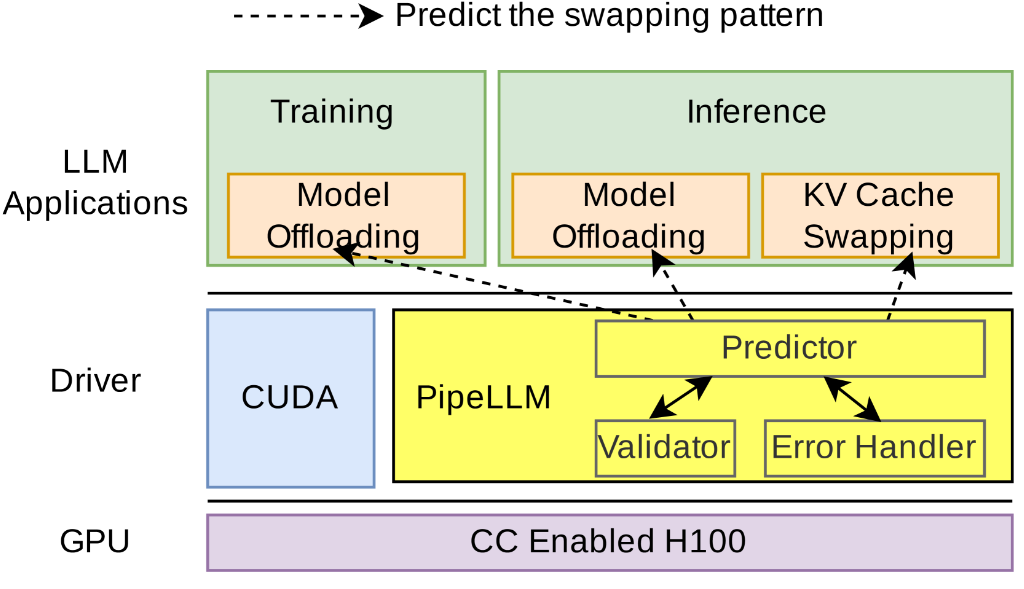 Predict the swapping pattern
LLM
Applications
Training
Inference
Model
Offloading
Model
Offloading
KV Cache
Swapping
Driver
CUDA
PipeLLM
Predictor
Validator
Error Handler
GPU
CC Enabled H100